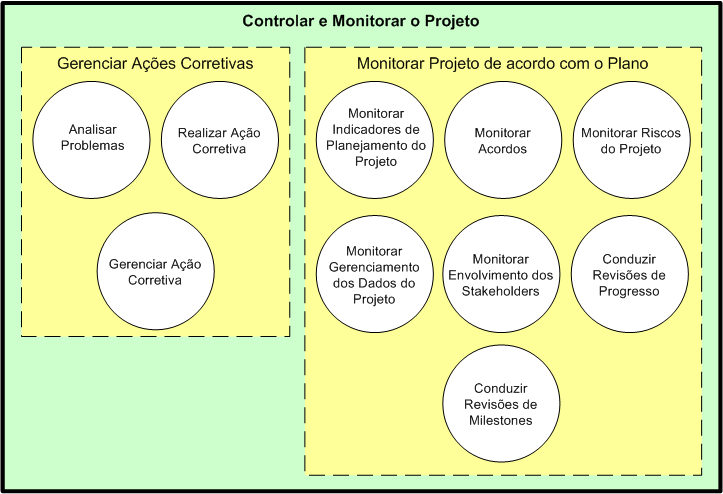 Controlar e Monitorar o Projeto
Gerenciar Ações Corretivas
Analisar
Problemas
Realizar Ação
Corretiva
Gerenciar Ação
Corretiva
Monitorar Projeto de acordo com o Plano
Monitorar
Indicadores de
Planejamento do
Projeto
Monitorar
Acordos
Monitorar Riscos
do Projeto
Monitorar
Gerenciamento
dos Dados do
Projeto
Monitorar
Envolvimento dos
Stakeholders
Conduzir
Revisões de
Progresso
Conduzir
Revisões de
Milestones